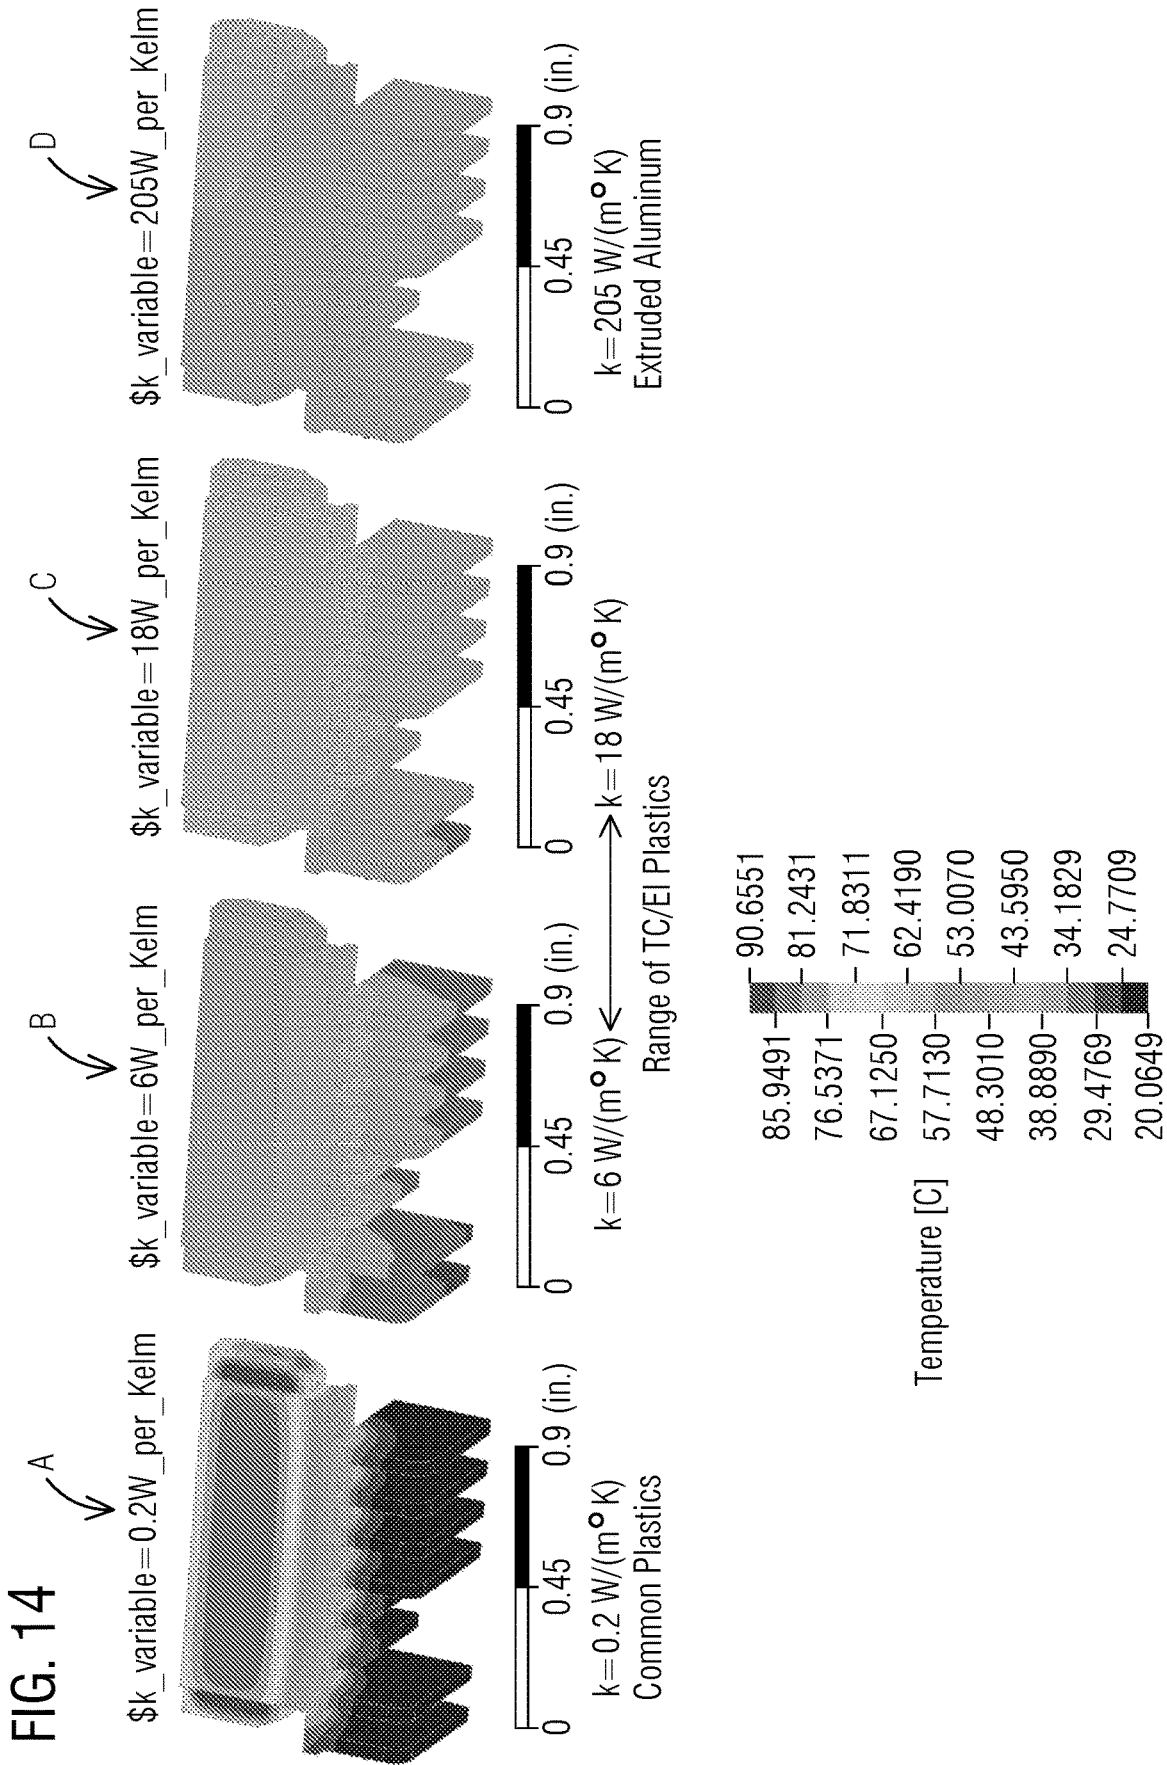 FIG. 14
A
$k_variable=0.2W_per_Kelm
0 0.45 0.9 (in.)
k=0.2 W/(m°K)
Common Plastics
B
$k_variable=6W_per_Kelm
0 0.45 0.9 (in.)
k=6 W/(m°K)
C
$k_variable=18W_per_Kelm
0 0.45 0.9 (in.)
k=18 W/(m°K)
Range of TC/EI Plastics
D
$k_variable=205W_per_Kelm
0 0.45 0.9 (in.)
k=205 W/(m°K)
Extruded Aluminum
Temperature [C]
90.6551
85.9491
81.2431
76.5371
71.8311
67.1250
62.4190
57.7130
53.0070
48.3010
43.5950
38.8890
34.1829
29.4769
24.7709
20.0649